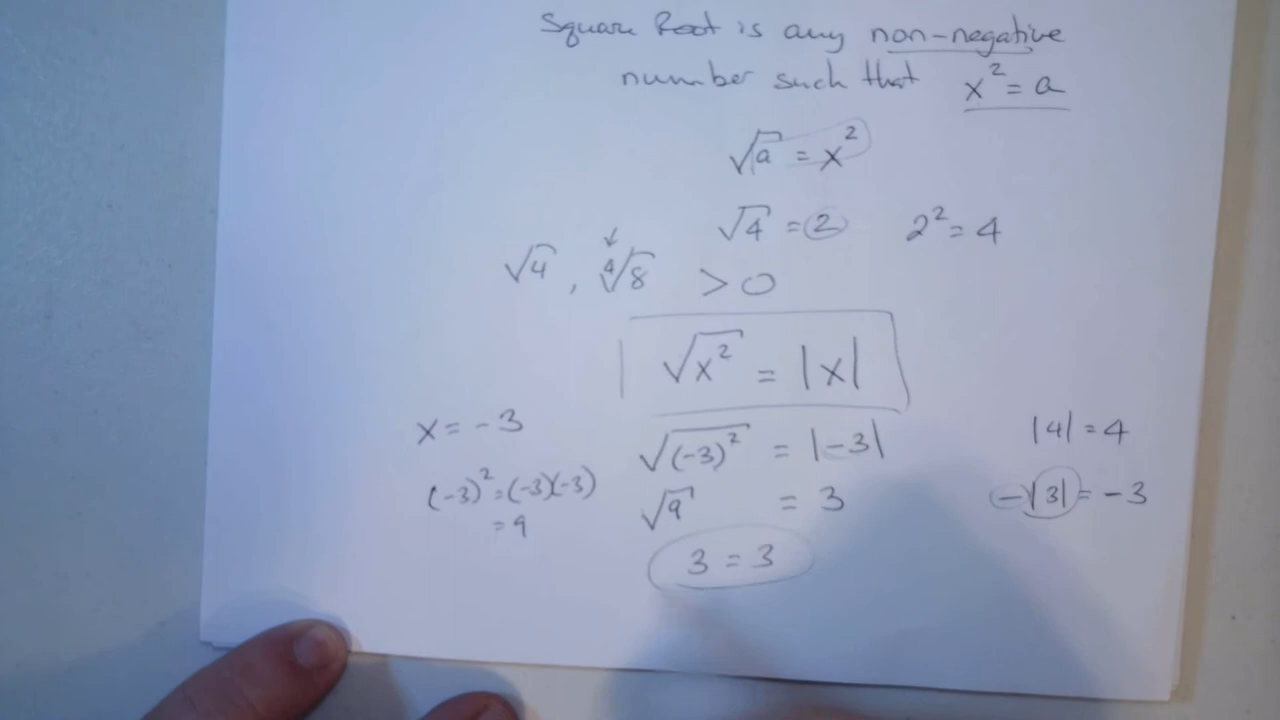 Square Root is any non-negative
number such that x² = a
√a = x²
√4 = 2 2² = 4
√4 , ∜8 > 0
√x² = |x|
x = -3
√(-3)² = |-3|
|4| = 4
(-3)² = (-3)(-3)
= 9
√9 = 3
-|3| = -3
3 = 3